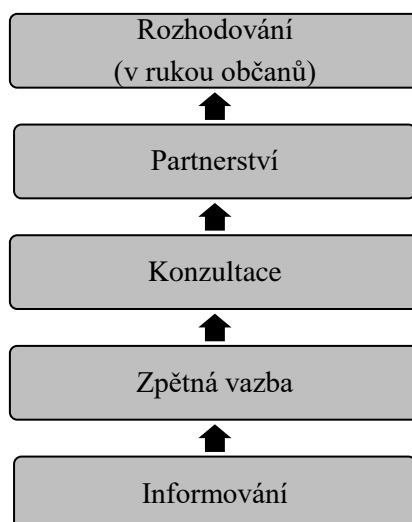 Rozhodování
(v rukou občanů)
Partnerství
Konzultace
Zpětná vazba
Informování